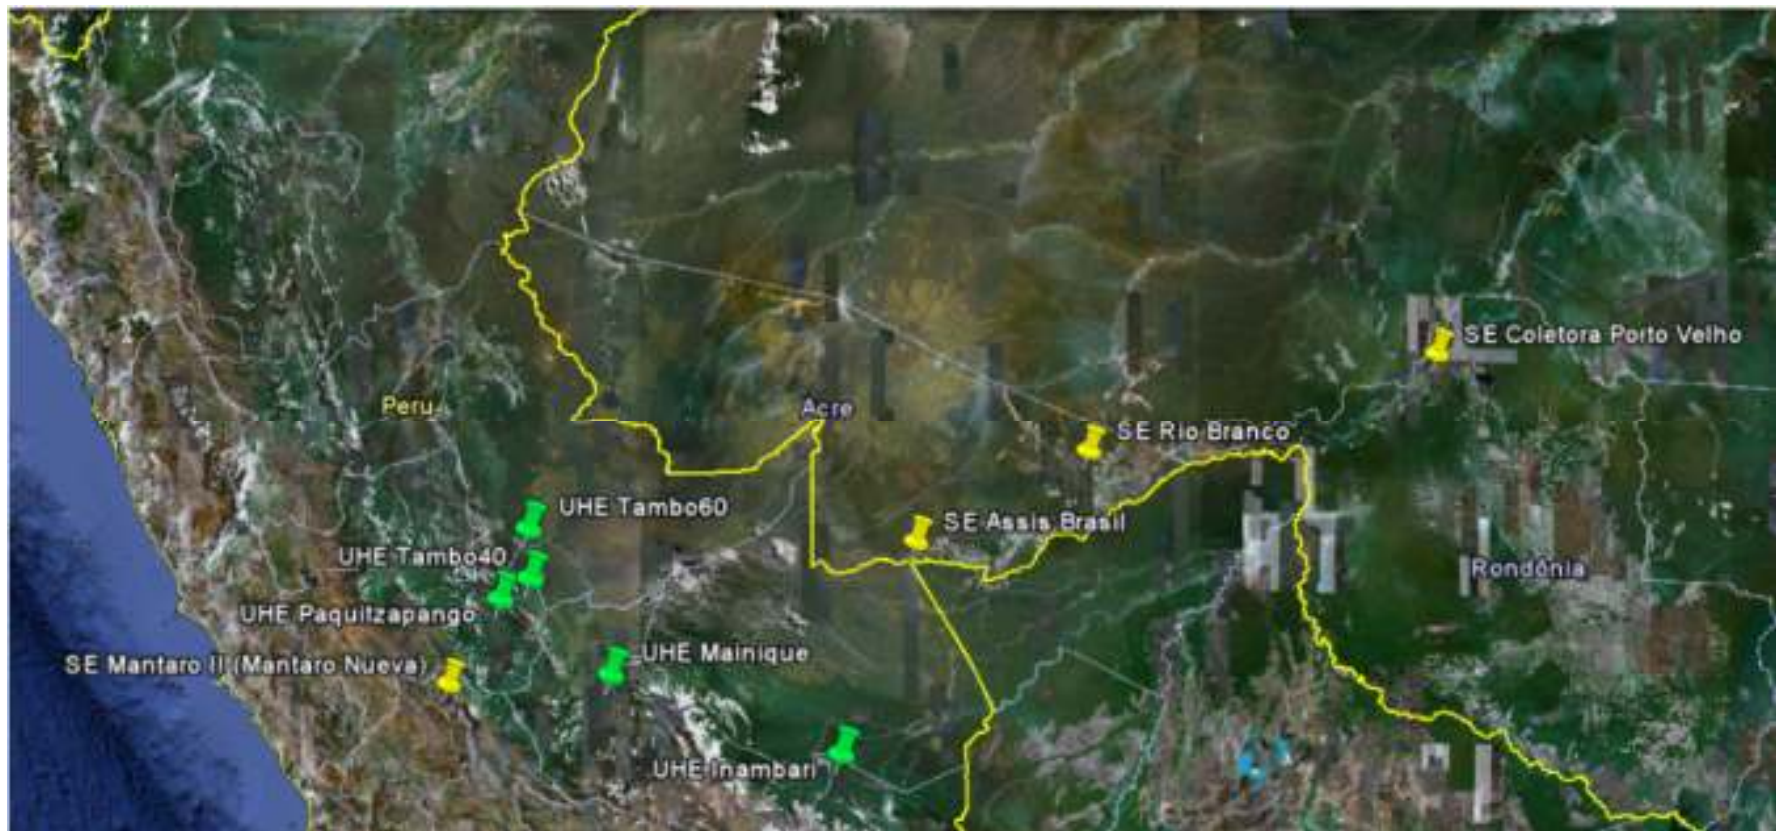 SE Coletora Porto Velho
Peru
Acre
SE Rio Branco
UHE Tambo60
SE Assis Brasil
UHE Tambo40
Rondônia
UHE Paquitzapango
UHE Mainique
SE Mantaro II (Mantaro Nueva)
UHE Inambari